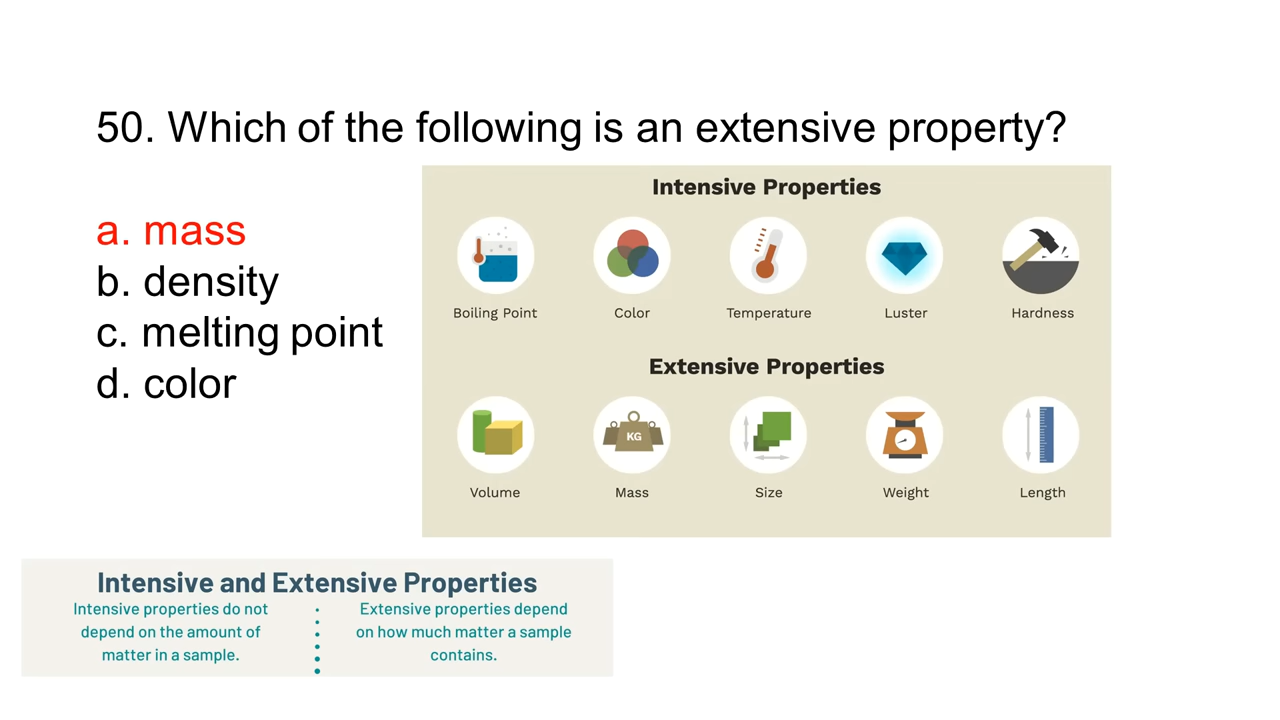 50. Which of the following is an extensive property?
a. mass
b. density
c. melting point
d. color
Intensive Properties
Boiling Point
Color
Temperature
Luster
Hardness
Extensive Properties
KG
Volume
Mass
Size
Weight
Length
Intensive and Extensive Properties
Intensive properties do not
depend on the amount of
matter in a sample.
Extensive properties depend
on how much matter a sample
contains.